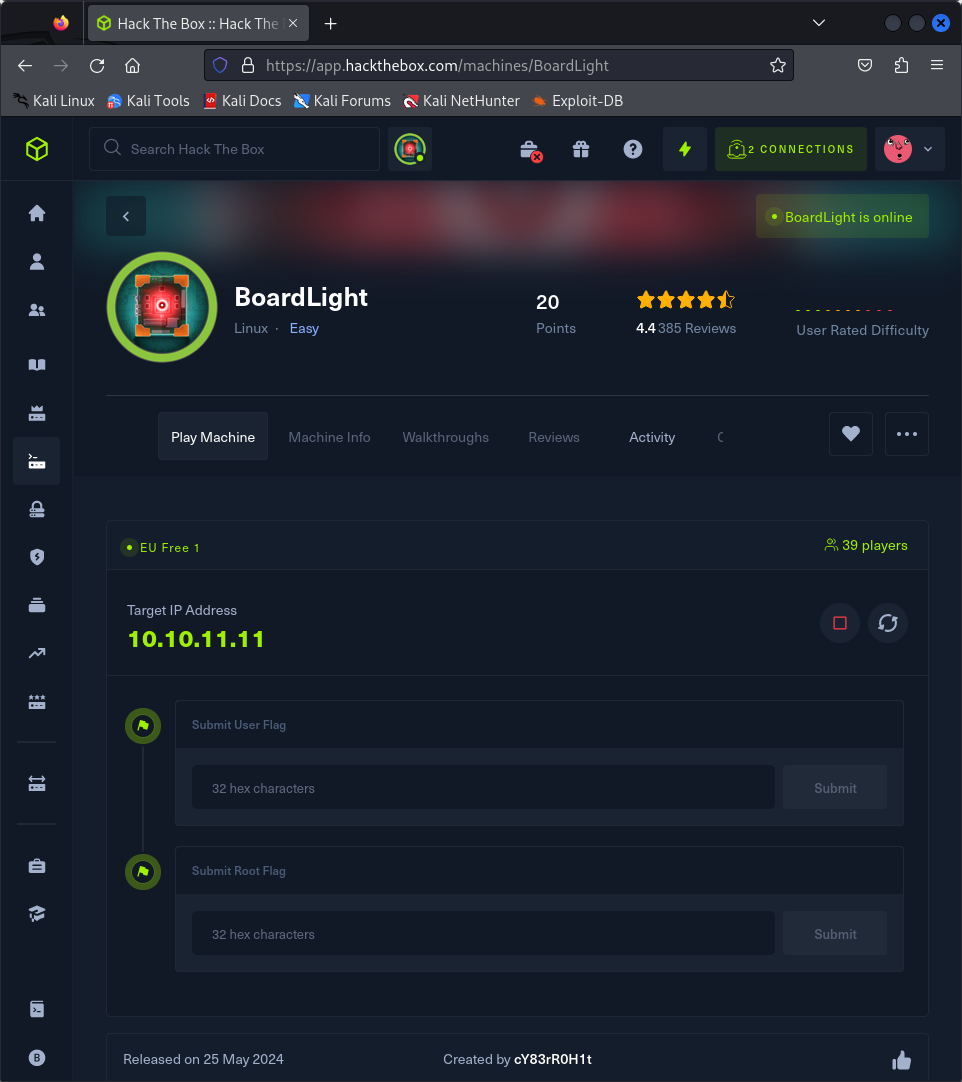 Hack The Box :: Hack The
https://app.hackthebox.com/machines/BoardLight
Kali Linux Kali Tools Kali Docs Kali Forums Kali NetHunter Exploit-DB
Search Hack The Box
2 CONNECTIONS
BoardLight is online
BoardLight
Linux · Easy
20
Points
4.4 385 Reviews
User Rated Difficulty
Play Machine Machine Info Walkthroughs Reviews Activity
EU Free 1
39 players
Target IP Address
10.10.11.11
Submit User Flag
32 hex characters
Submit
Submit Root Flag
32 hex characters
Submit
B
Released on 25 May 2024
Created by cY83rR0H1t